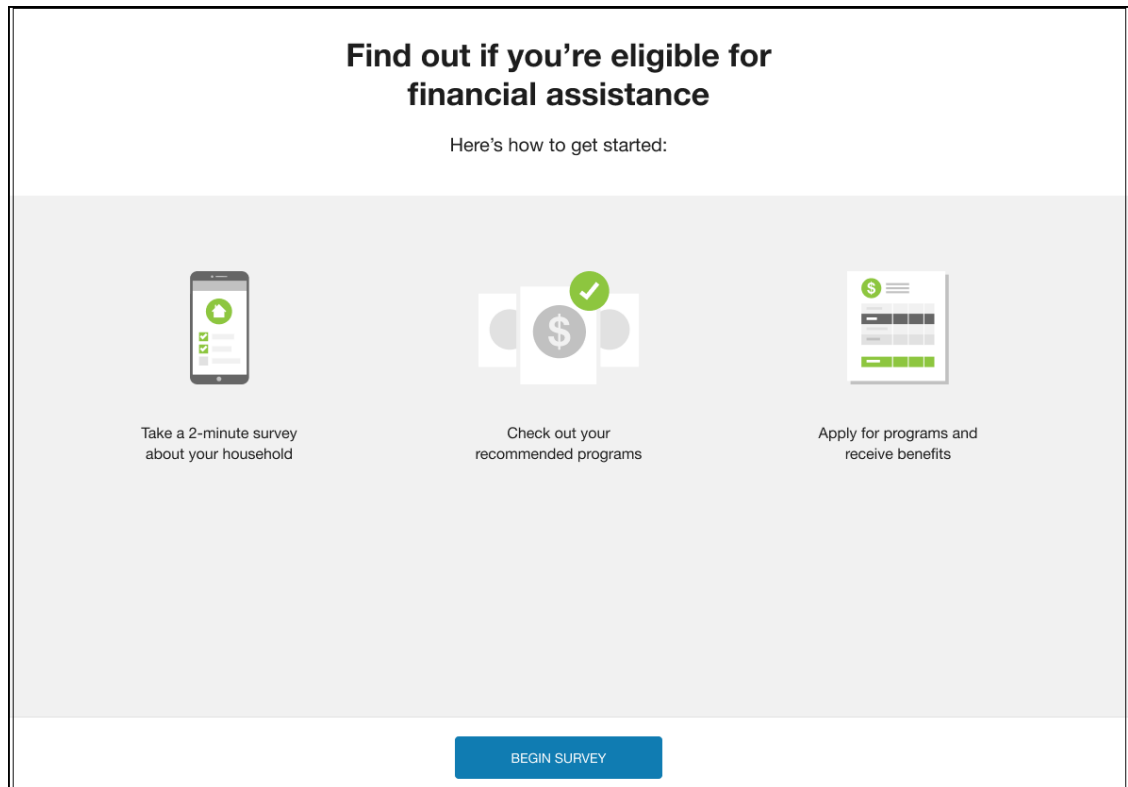 Find out if you’re eligible for
financial assistance
Here’s how to get started:
$
$
Take a 2-minute survey
about your household
Check out your
recommended programs
Apply for programs and
receive benefits
BEGIN SURVEY